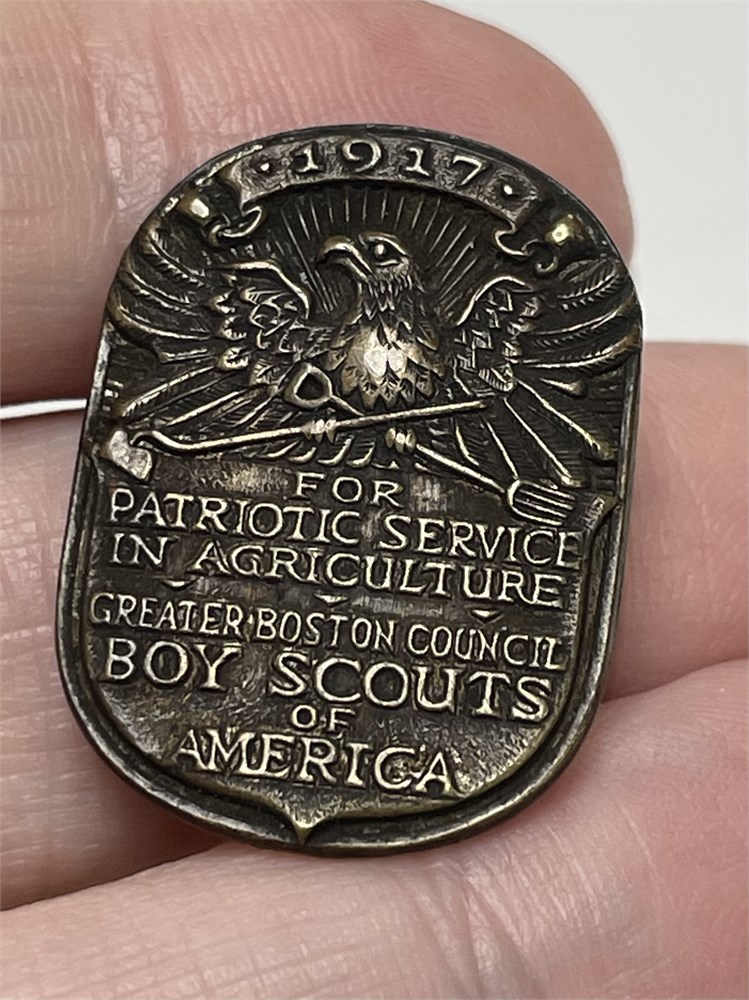 · 1917 ·
FOR
PATRIOTIC SERVICE
IN AGRICULTURE
GREATER·BOSTON COUNCIL
BOY SCOUTS
OF
AMERICA